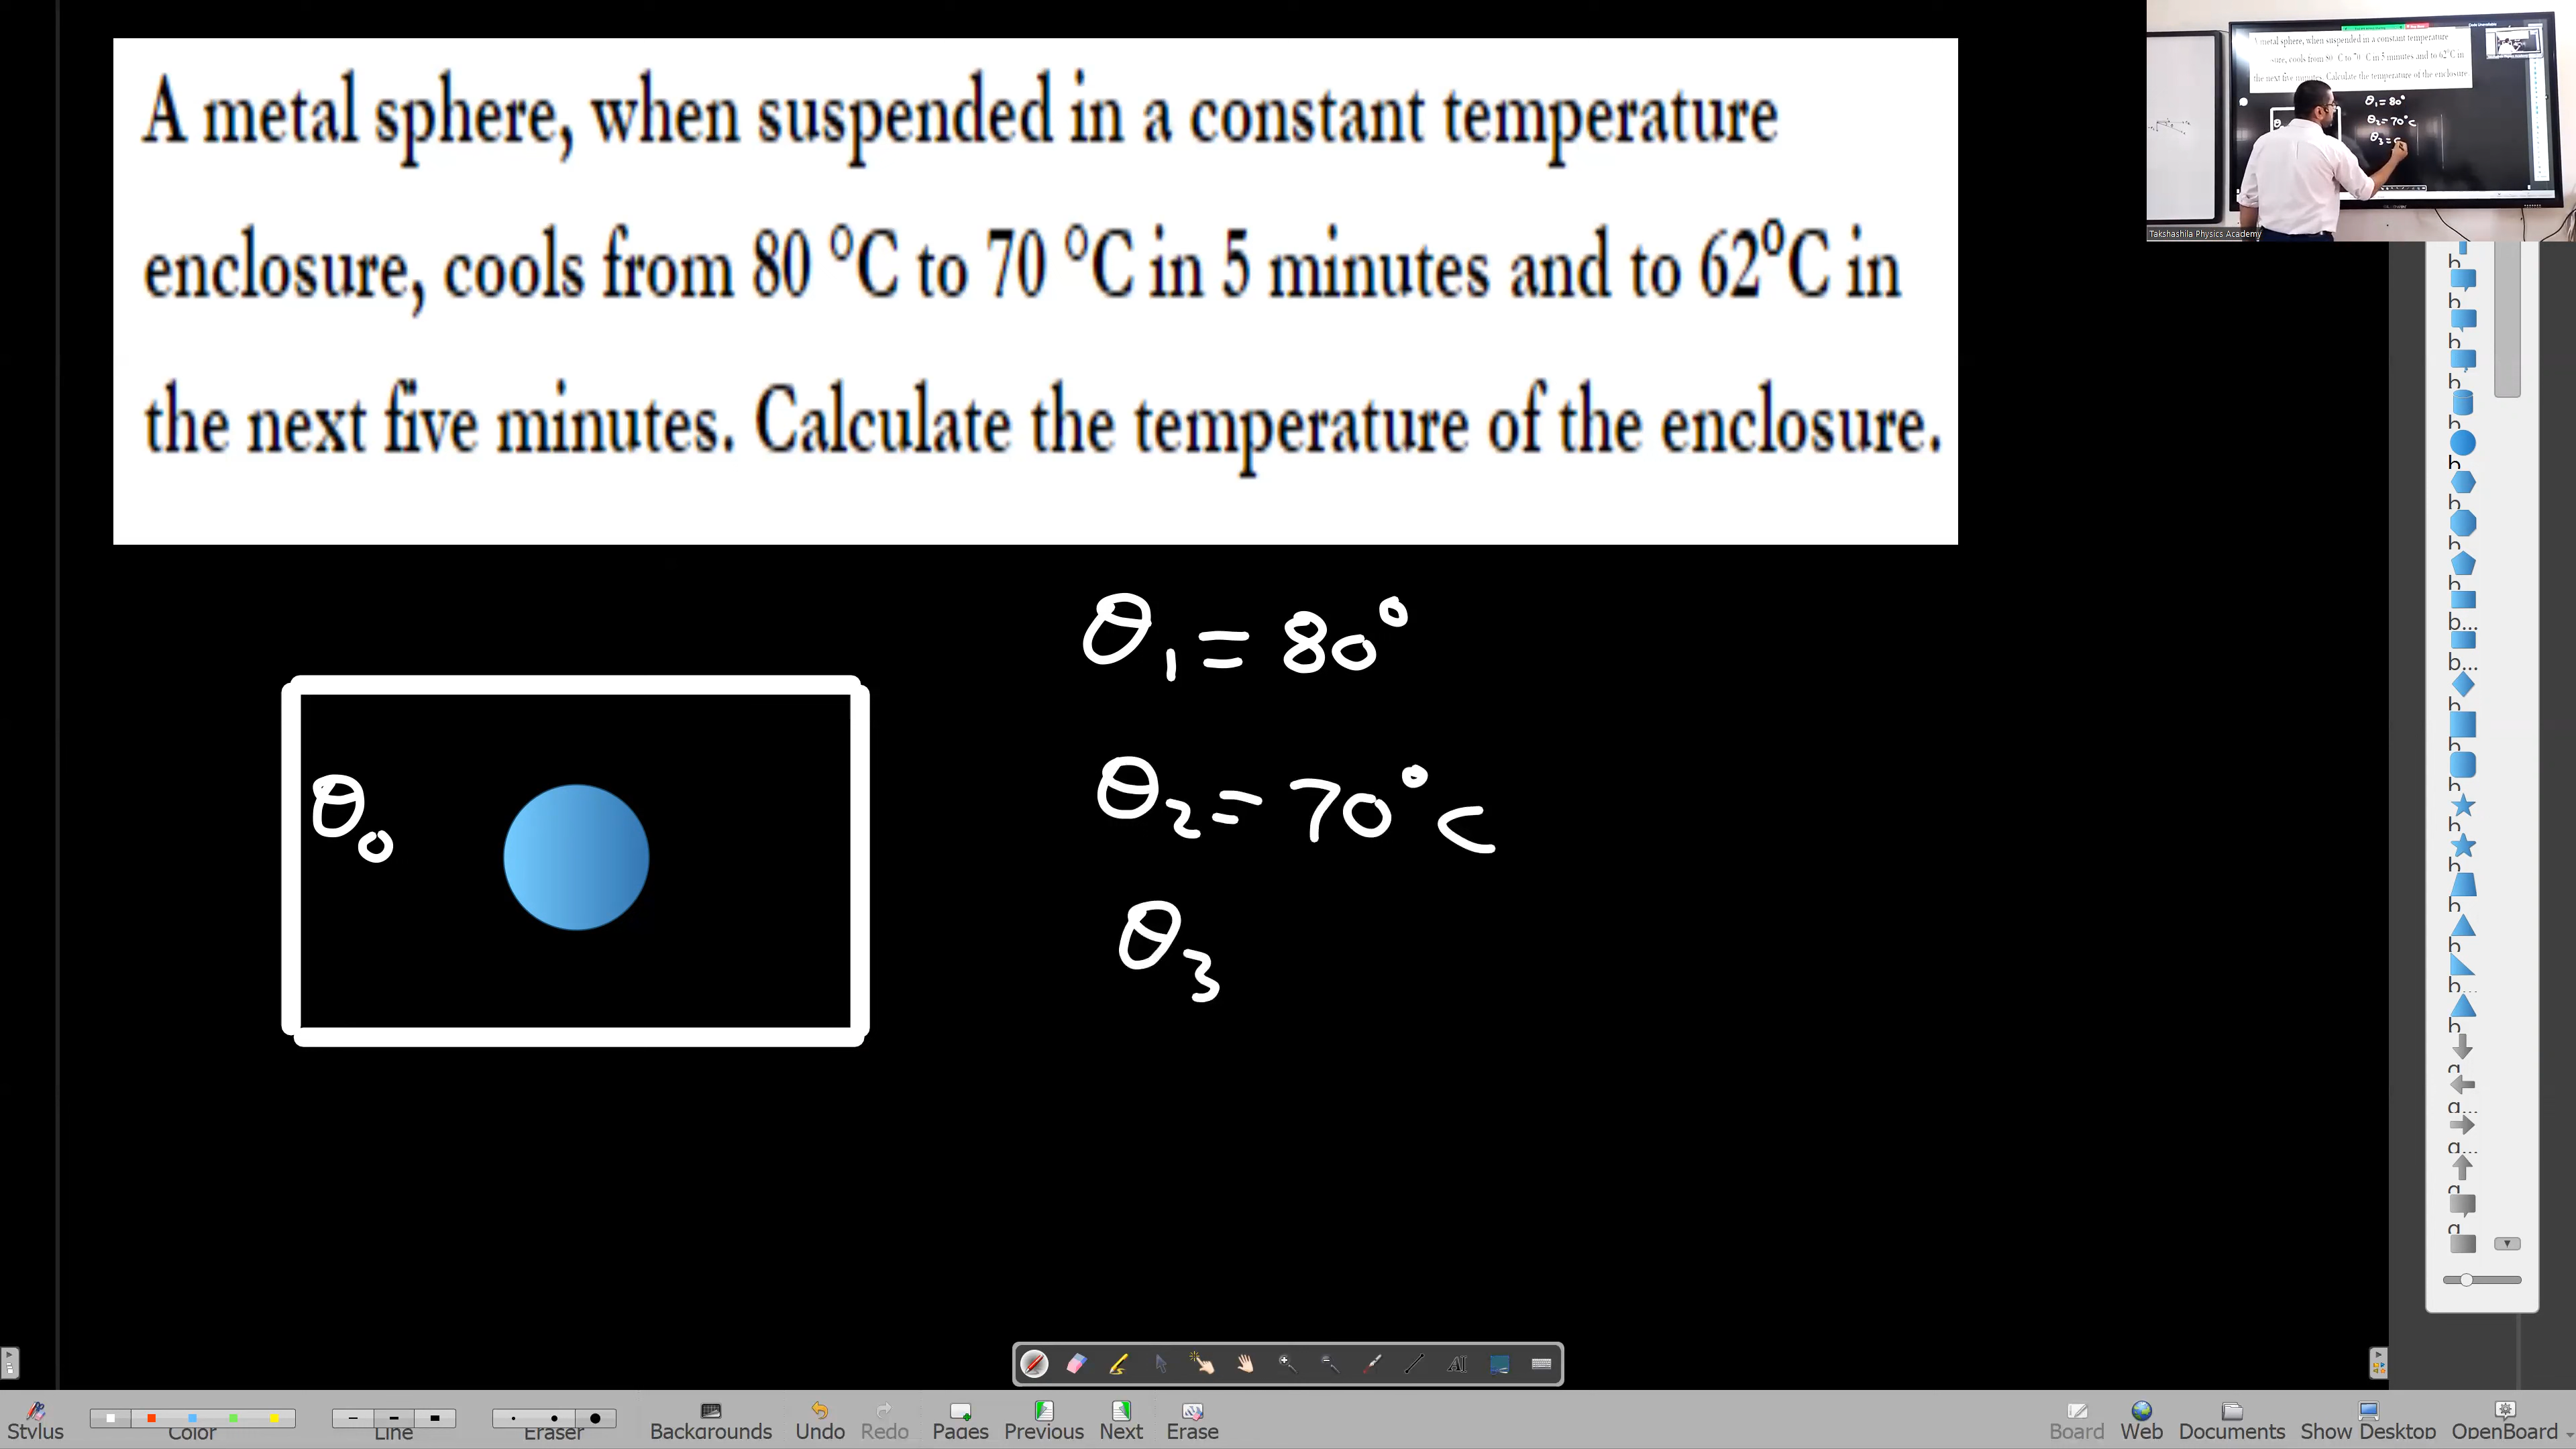 A metal sphere, when suspended in a constant temperature
enclosure, cools from 80 °C to 70 °C in 5 minutes and to 62⁰C in
the next five minutes. Calculate the temperature of the enclosure.
θ₁ = 80°
θ₂ = 70°C
θ₃
θ₀
Takshashila Physics Academy
b
b
b
b
b
b
b
b
b
b...
b...
b
b
b
b
b
b
b
b...
b
a
a...
a...
a
a
Stylus
Color
Line
Eraser
Backgrounds
Undo
Redo
Pages
Previous
Next
Erase
Board
Web
Documents
Show Desktop
OpenBoard